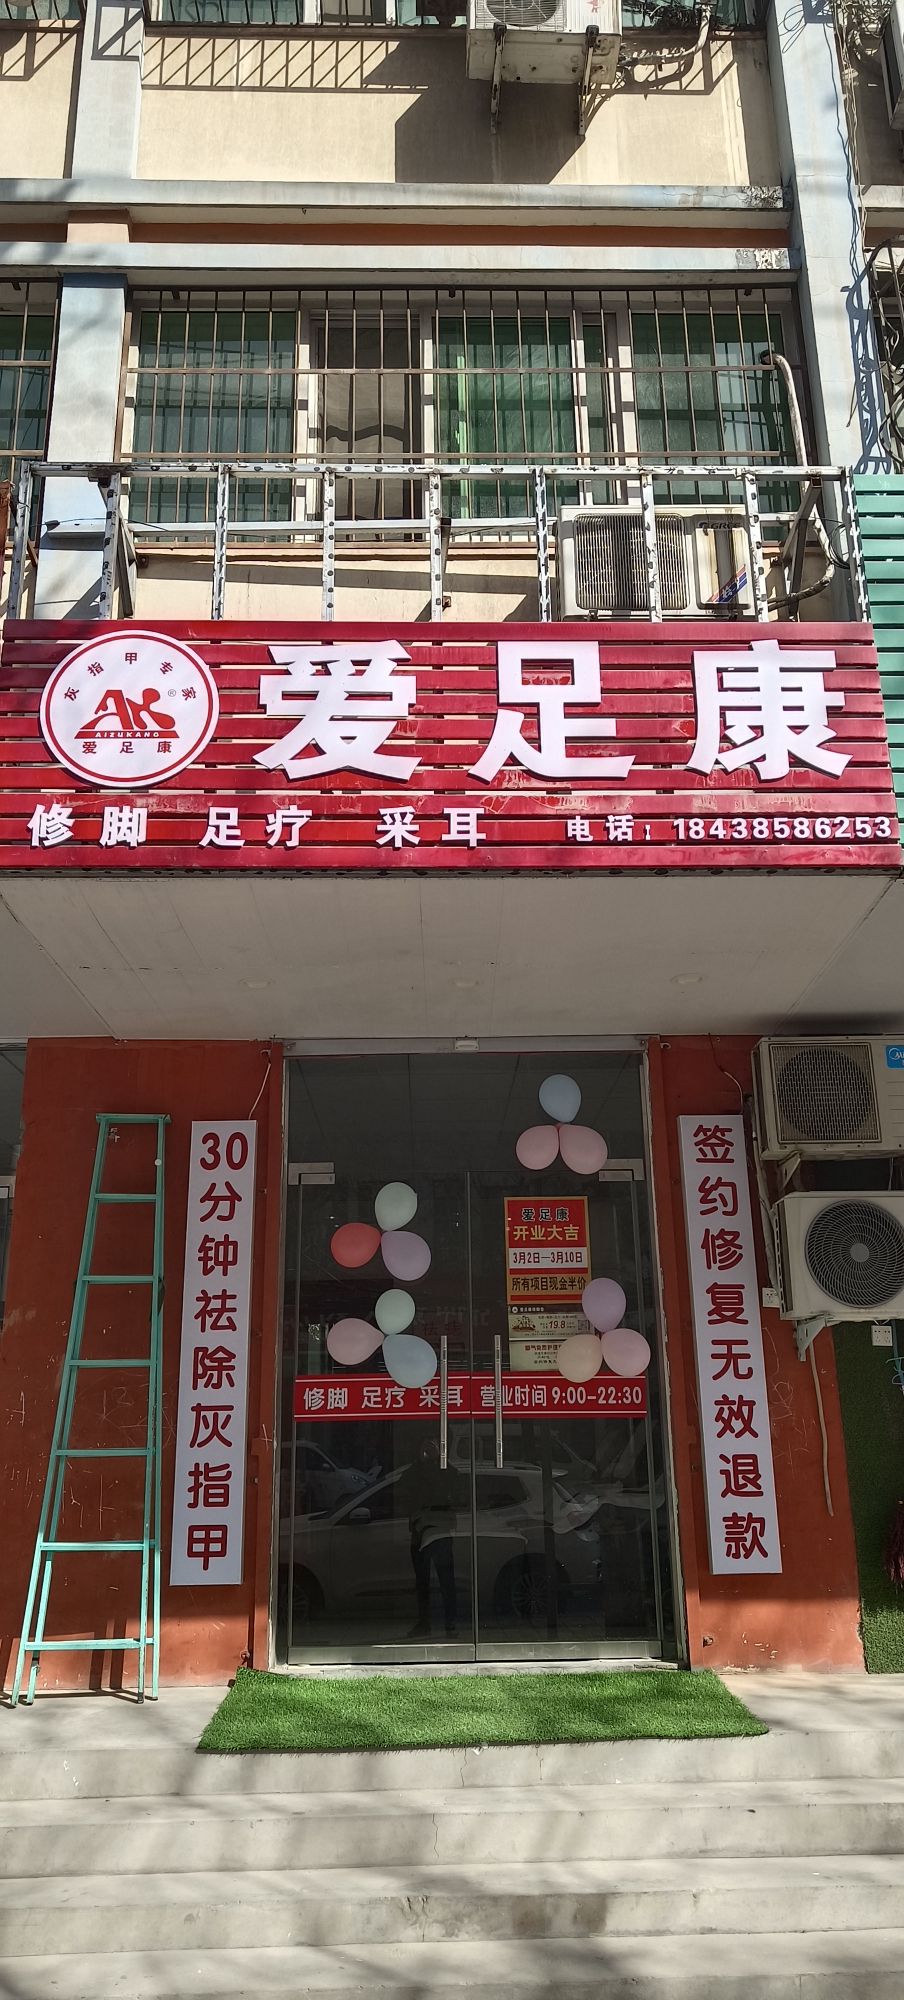 GREE
灰指甲专家
AK®
AIZUKANG
爱足康
爱足康
修脚 足疗 采耳 电话：18438586253
30分钟祛除灰指甲
签约修复无效退款
爱足康
开业大吉
3月2日—3月10日
所有项目现金半价
19.8
修脚 足疗 采耳 营业时间 9:00-22:30